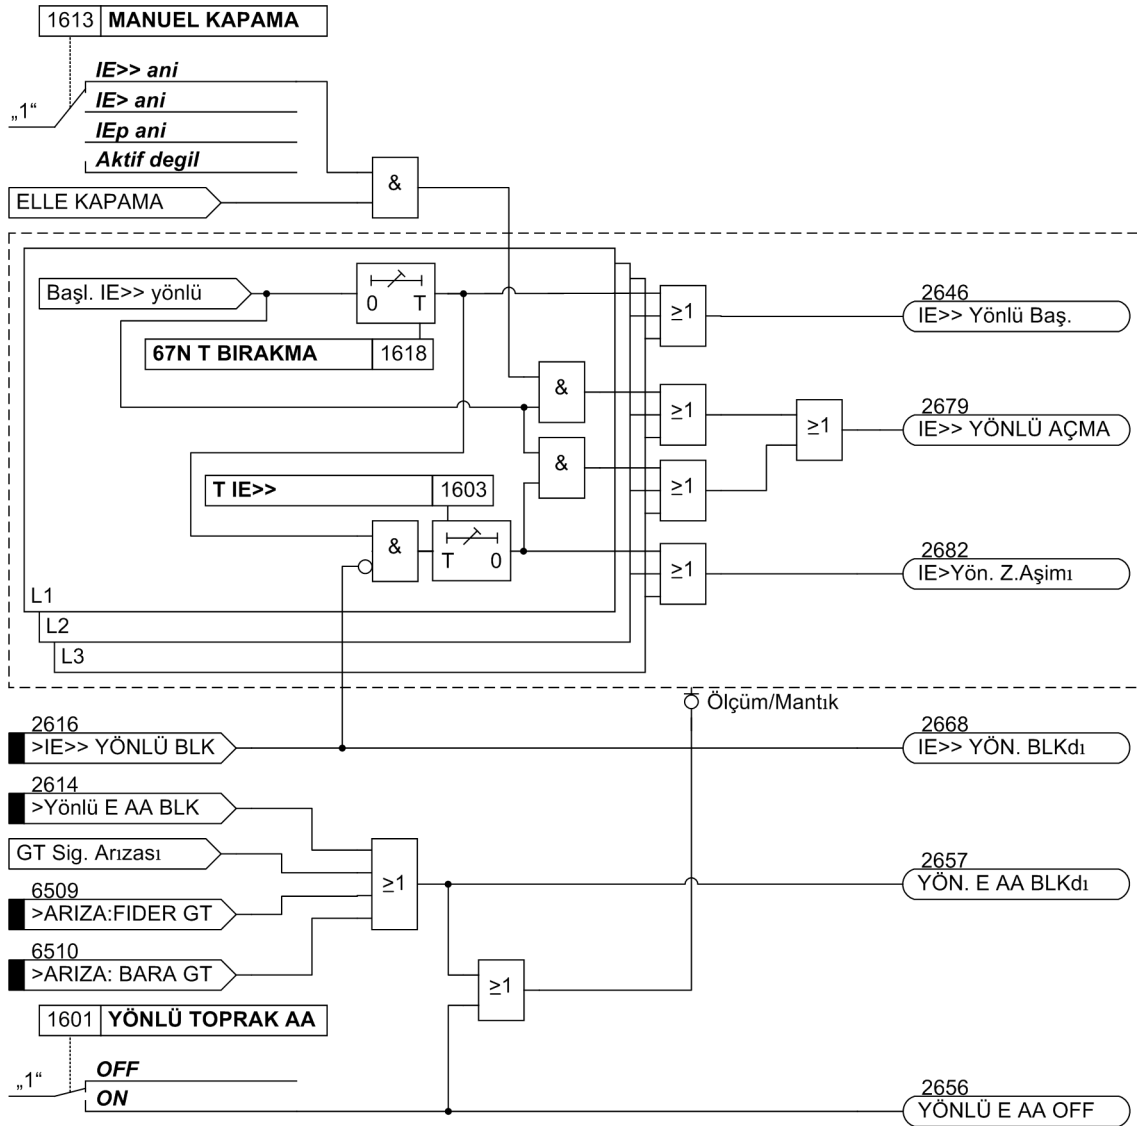 1613 MANUEL KAPAMA
IE>> ani
„1“
IE> ani
IEp ani
Aktif degil
ELLE KAPAMA
&
Başl. IE>> yönlü
0 T
67N T BIRAKMA 1618
≥1
2646
IE>> Yönlü Baş.
&
≥1
≥1
2679
IE>> YÖNLÜ AÇMA
&
≥1
T IE>> 1603
&
T 0
≥1
2682
IE>Yön. Z.Aşimı
L1
L2
L3
Ölçüm/Mantık
2616
>IE>> YÖNLÜ BLK
2668
IE>> YÖN. BLKdı
2614
>Yönlü E AA BLK
GT Sig. Arızası
≥1
2657
YÖN. E AA BLKdı
6509
>ARIZA:FIDER GT
6510
>ARIZA: BARA GT
≥1
1601 YÖNLÜ TOPRAK AA
„1“
OFF
ON
2656
YÖNLÜ E AA OFF